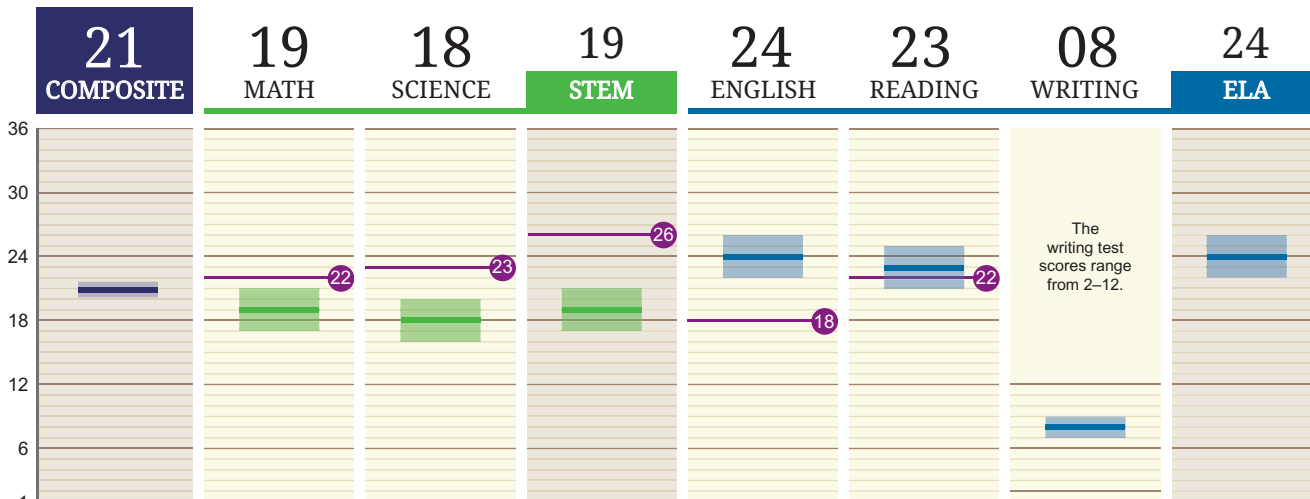 21 19 18 19 24 23 08 24
COMPOSITE MATH SCIENCE STEM ENGLISH READING WRITING ELA
36
30
26
The
writing test
scores range
from 2–12.
24
23
22
22
18
18
12
6